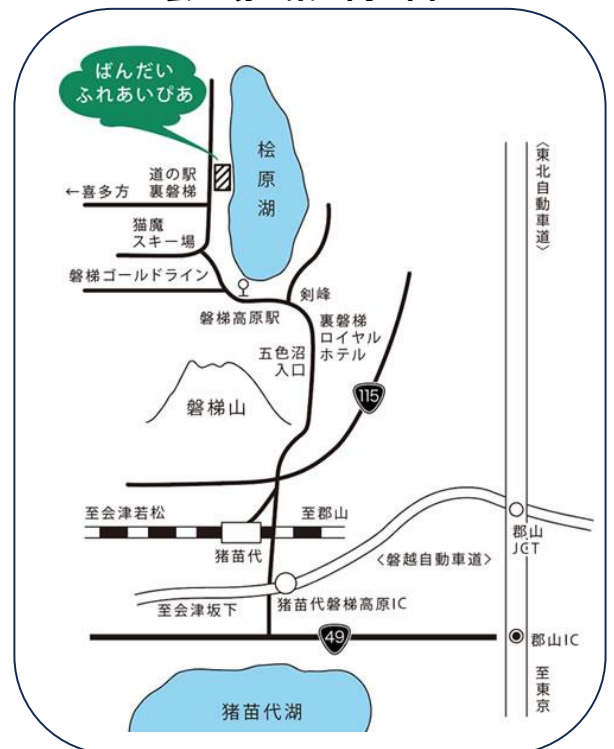 ばんだい
ふれあいぴあ
桧原湖
〈東北自動車道〉
道の駅
裏磐梯
←喜多方
猫魔
スキー場
磐梯ゴールドライン
剣峰
磐梯高原駅
裏磐梯
ロイヤル
ホテル
五色沼
入口
115
磐梯山
至会津若松
至郡山
猪苗代
郡山
JCT
〈磐越自動車道〉
猪苗代磐梯高原IC
至会津坂下
49
郡山IC
至東京
猪苗代湖